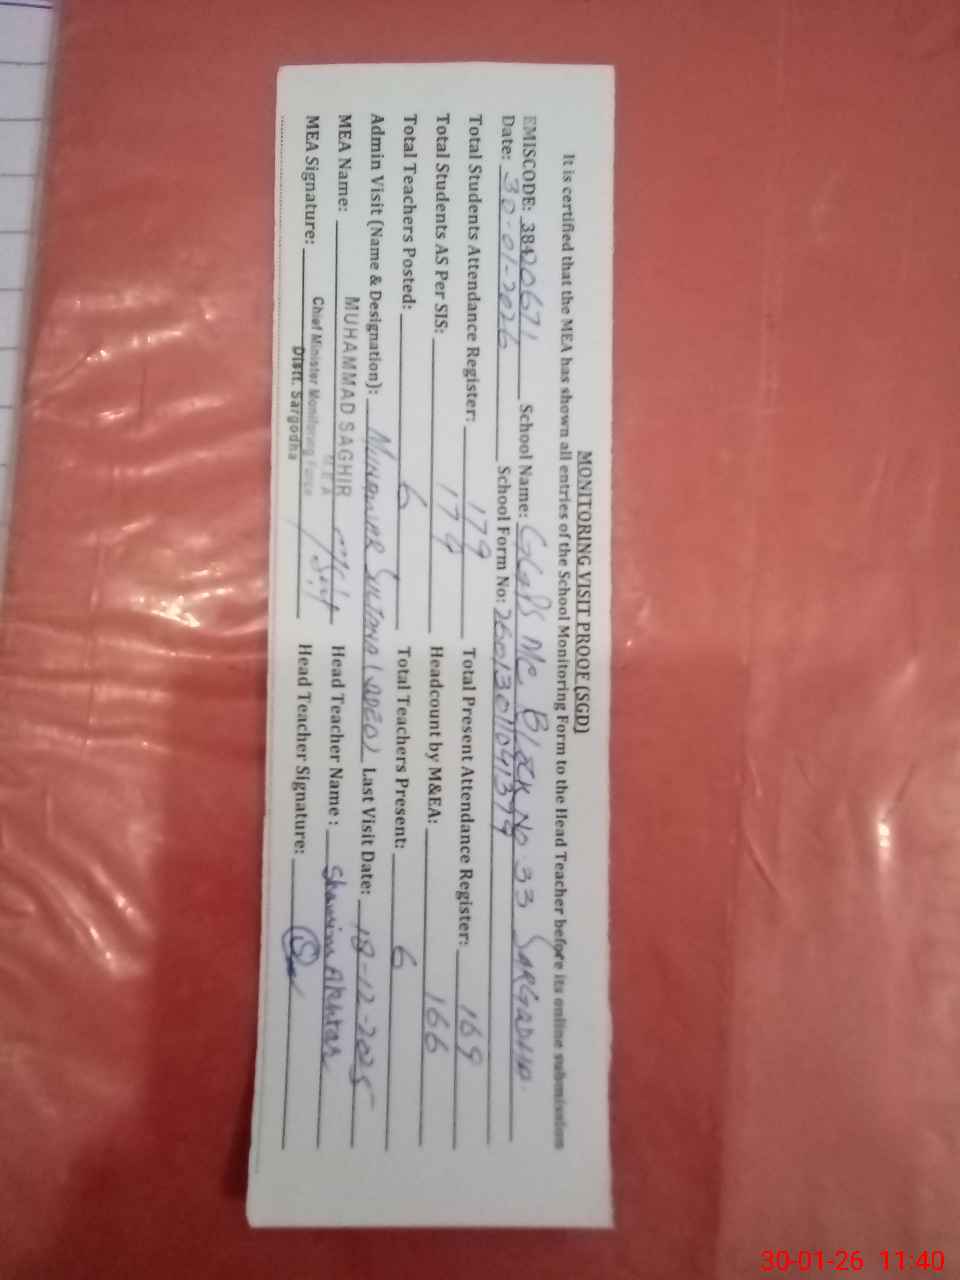 MONITORING VISIT PROOF (SGD)
It is certified that the MEA has shown all entries of the School Monitoring Form to the Head Teacher before its online submission
EMISCODE: 38420671 School Name: GGPS MC Block No 33 SARGODHA
Date: 30-01-2026 School Form No:
Total Students Attendance Register: 179 Total Present Attendance Register: 169
Total Students AS Per SIS: 179 Headcount by M&EA: 166
Total Teachers Posted: 6 Total Teachers Present: 6
Admin Visit (Name & Designation): Munawar Sultana (AEO) Last Visit Date: 18-12-2025
MEA Name: MUHAMMAD SAGHIR Head Teacher Name : Shamim Akhtar
M E A
MEA Signature: Chief Minister Monitoring Force Head Teacher Signature:
Distt. Sargodha
30-01-26 11:40